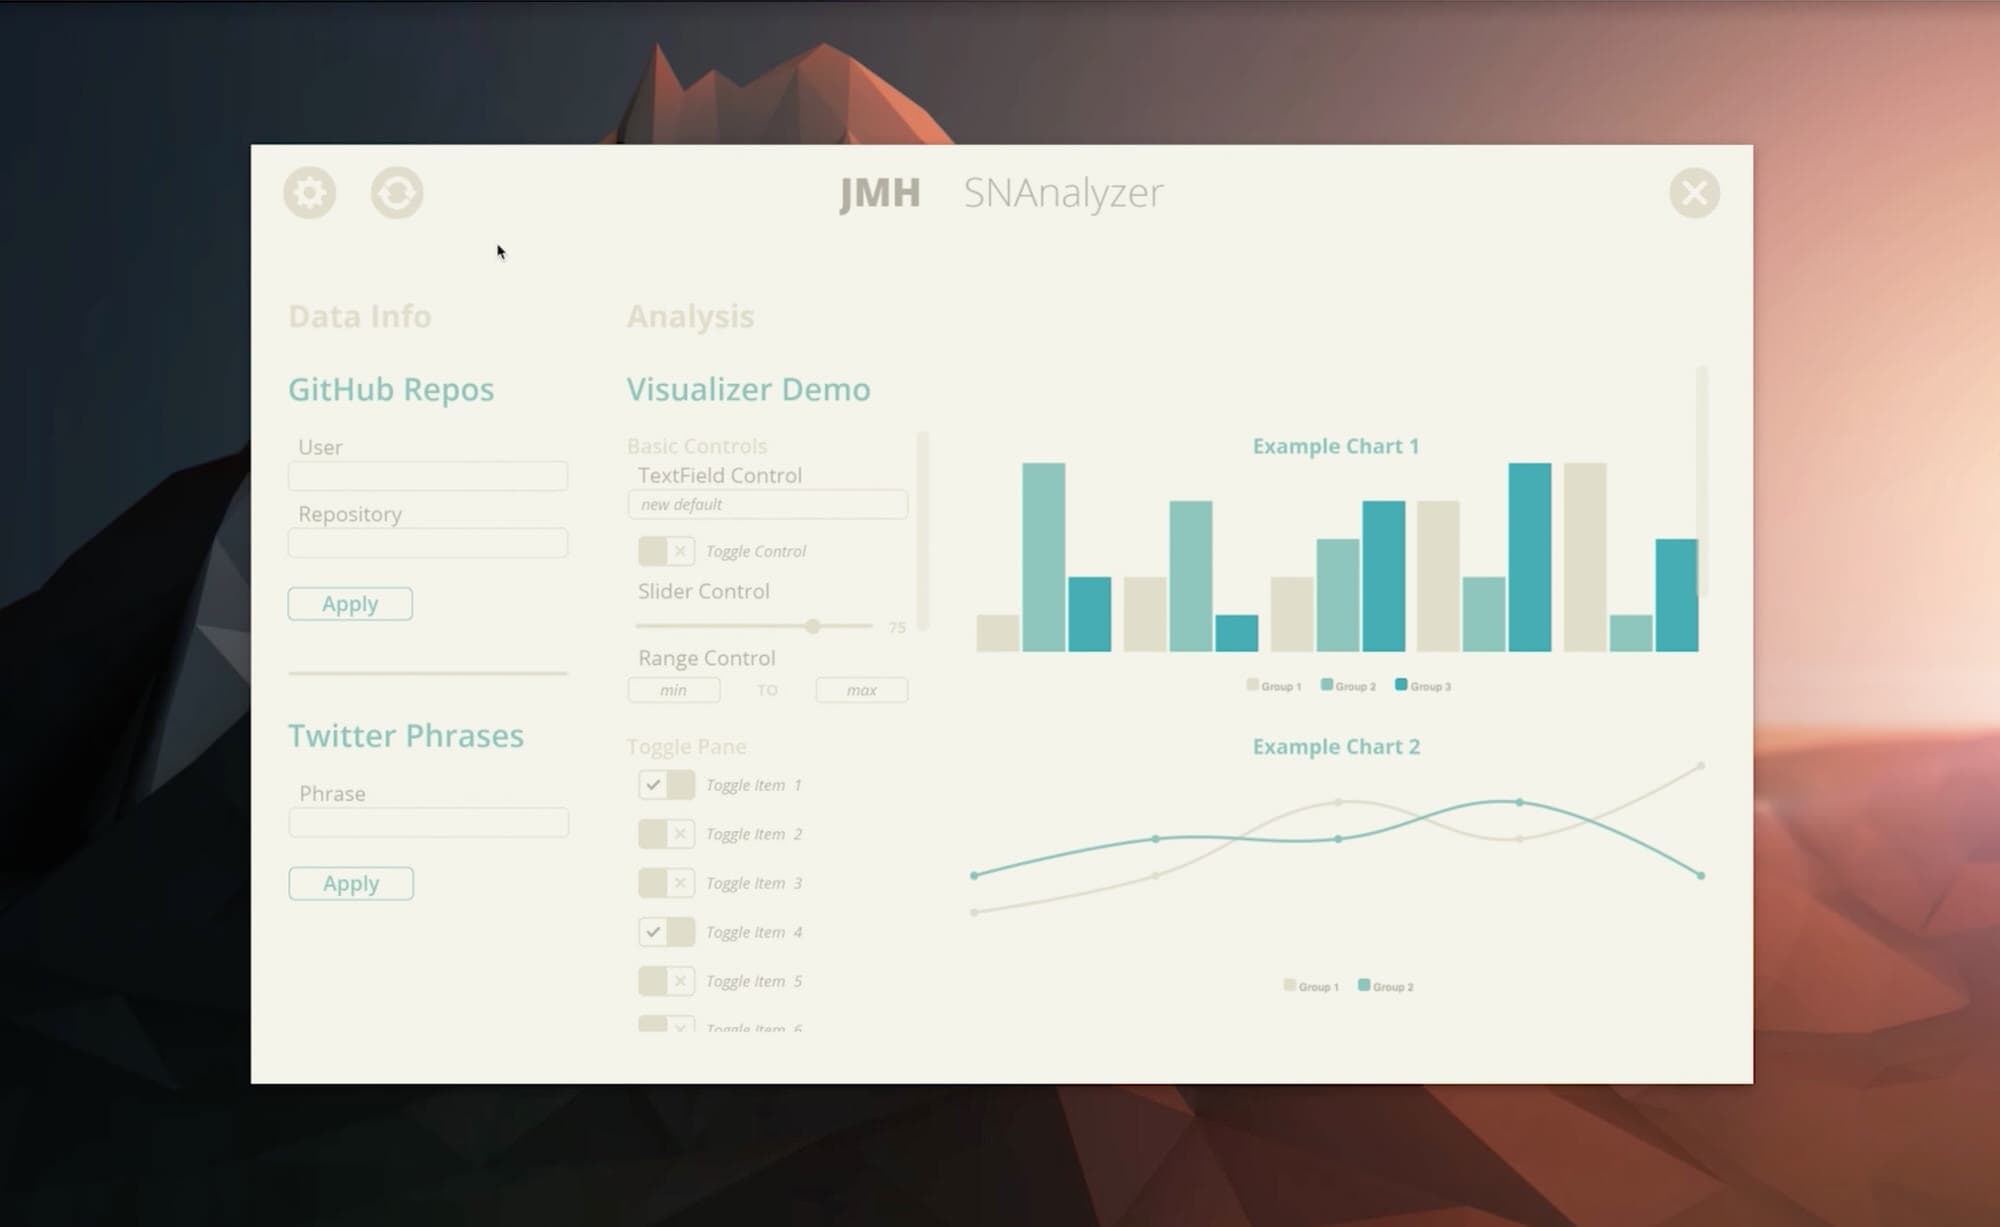 JMH SNAnalyzer
Data Info
GitHub Repos
User
Repository
Apply
Twitter Phrases
Phrase
Apply
Analysis
Visualizer Demo
Basic Controls
TextField Control
new default
Toggle Control
Slider Control
75
Range Control
min TO max
Toggle Pane
Toggle Item 1
Toggle Item 2
Toggle Item 3
Toggle Item 4
Toggle Item 5
Toggle Item 6
Example Chart 1
Group 1 Group 2 Group 3
Example Chart 2
Group 1 Group 2